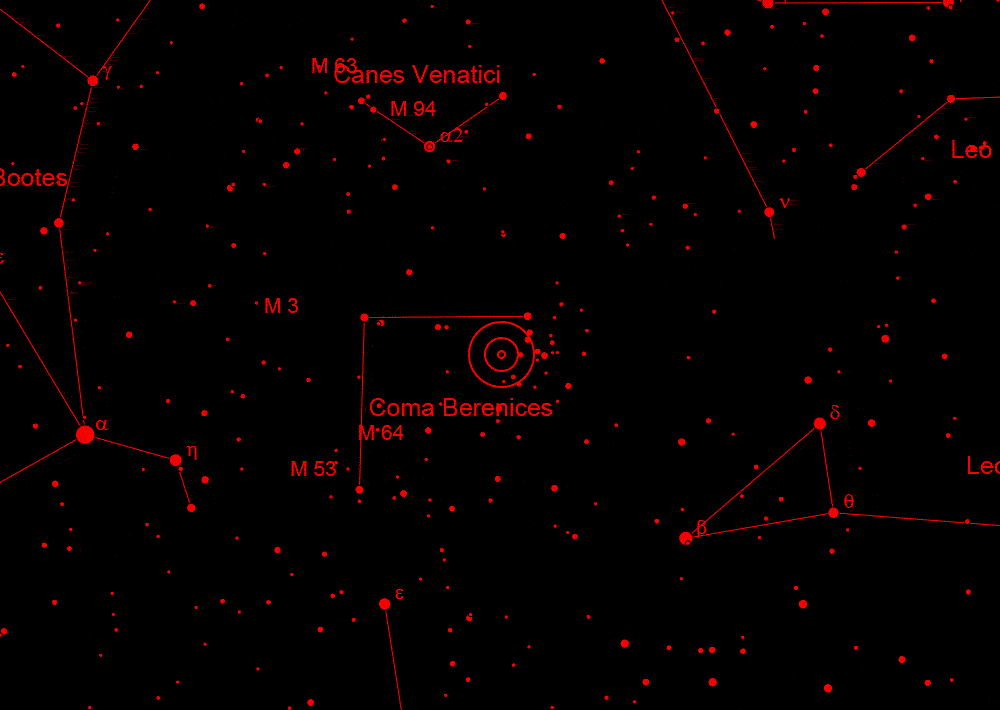 M 63
γ
Canes Venatici
M 94
α2
Leo
Bootes
ν
ε
M 3
Coma Berenices
δ
α
M 64
η
M 53
Leo
θ
β
ε